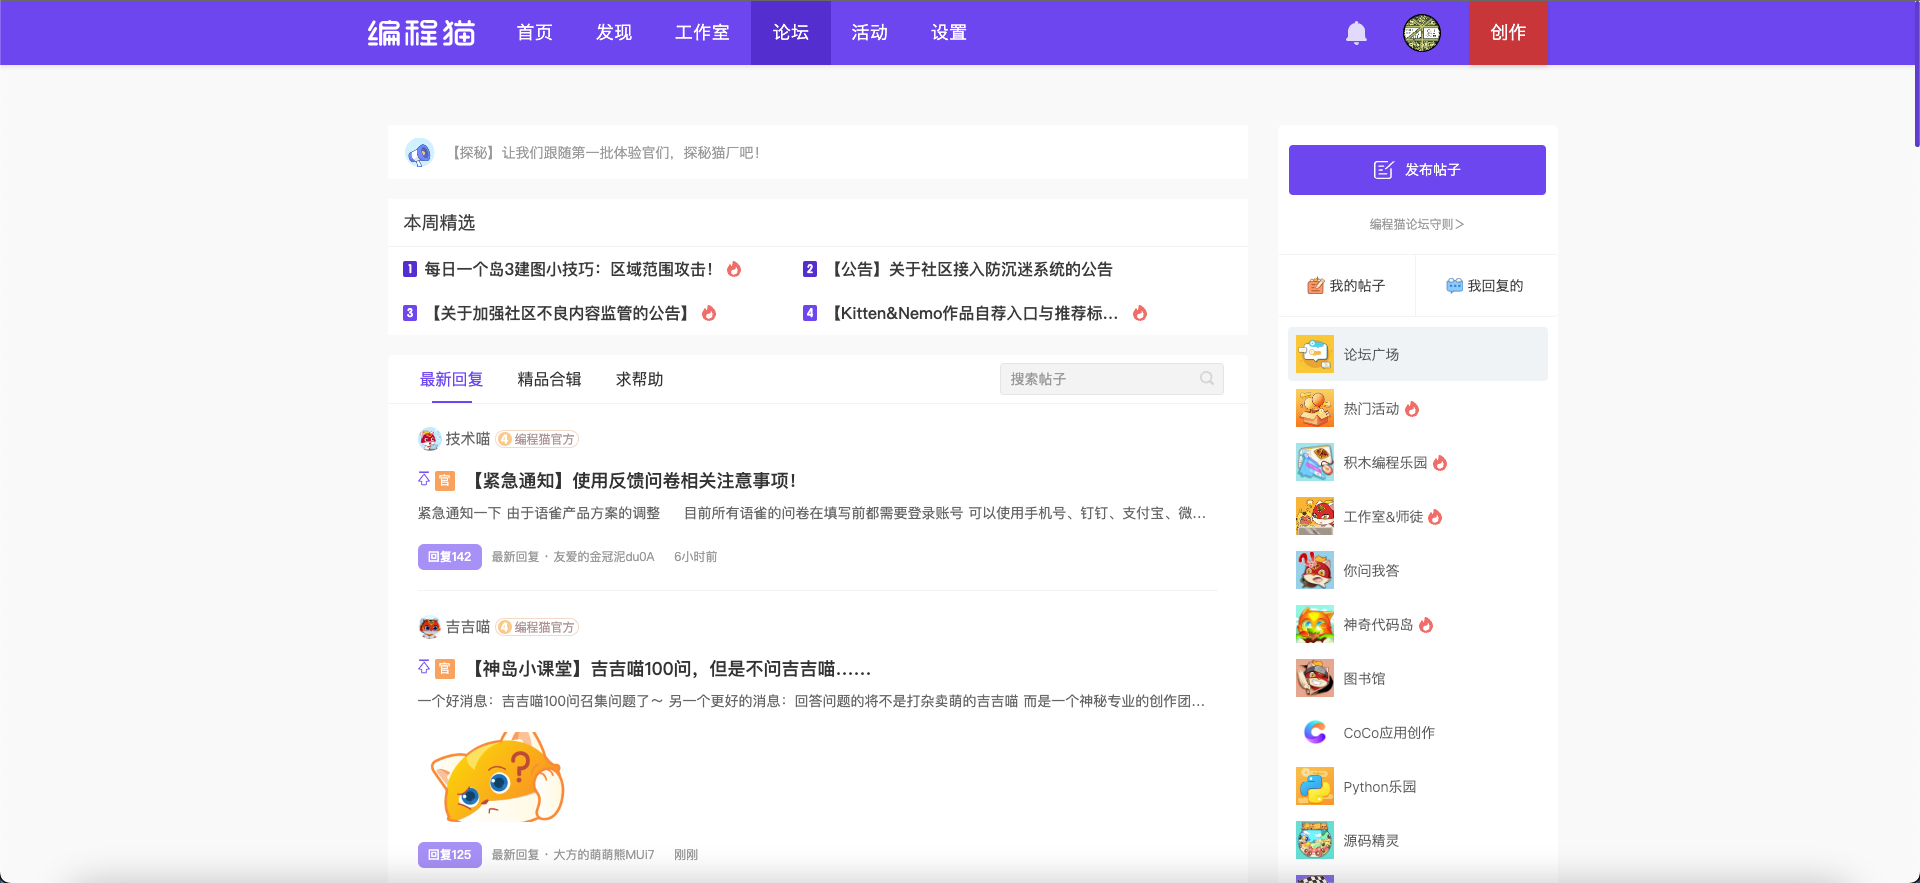 编程猫 首页 发现 工作室 论坛 活动 设置 创作
【探秘】让我们跟随第一批体验官们，探秘猫厂吧！
本周精选
1 每日一个岛3建图小技巧：区域范围攻击！
2 【公告】关于社区接入防沉迷系统的公告
3 【关于加强社区不良内容监管的公告】
4 【Kitten&Nemo作品自荐入口与推荐标...
最新回复 精品合辑 求帮助 搜索帖子
技术喵 4 编程猫官方
官 【紧急通知】使用反馈问卷相关注意事项！
紧急通知一下 由于语雀产品方案的调整 目前所有语雀的问卷在填写前都需要登录账号 可以使用手机号、钉钉、支付宝、微...
回复142 最新回复 · 友爱的金冠泥du0A 6小时前
吉吉喵 4 编程猫官方
官 【神岛小课堂】吉吉喵100问，但是不问吉吉喵……
一个好消息：吉吉喵100问召集问题了～ 另一个更好的消息：回答问题的将不是打杂卖萌的吉吉喵 而是一个神秘专业的创作团...
回复125 最新回复 · 大方的萌萌熊MUi7 刚刚
发布帖子
编程猫论坛守则>
我的帖子 我回复的
论坛广场
热门活动
积木编程乐园
工作室&师徒
你问我答
神奇代码岛
图书馆
CoCo应用创作
Python乐园
源码精灵